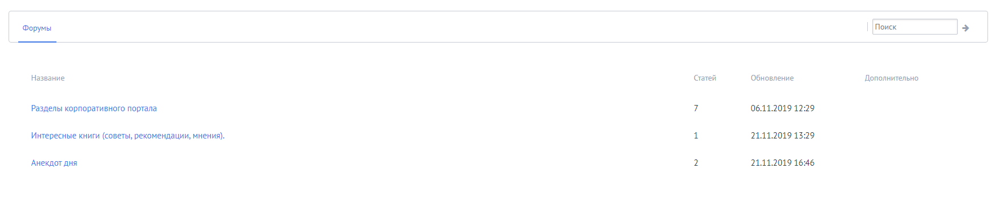 Форумы Поиск
Название Статей Обновление Дополнительно
Разделы корпоративного портала 7 06.11.2019 12:29
Интересные книги (советы, рекомендации, мнения). 1 21.11.2019 13:29
Анекдот дня 2 21.11.2019 16:46